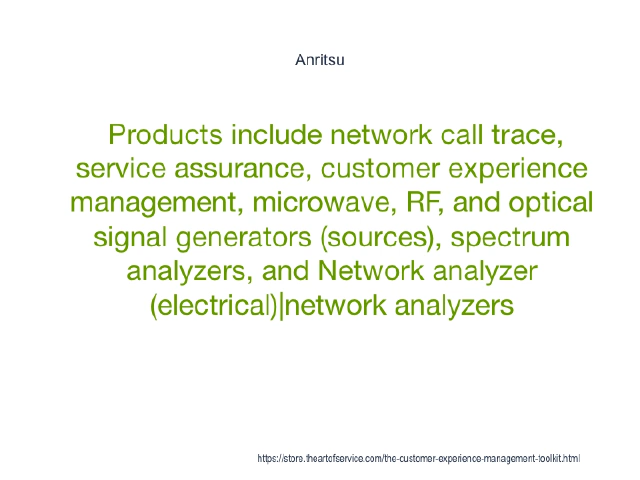 Anritsu
Products include network call trace,
service assurance, customer experience
management, microwave, RF, and optical
signal generators (sources), spectrum
analyzers, and Network analyzer
(electrical)|network analyzers
https://store.theartofservice.com/the-customer-experience-management-toolkit.html